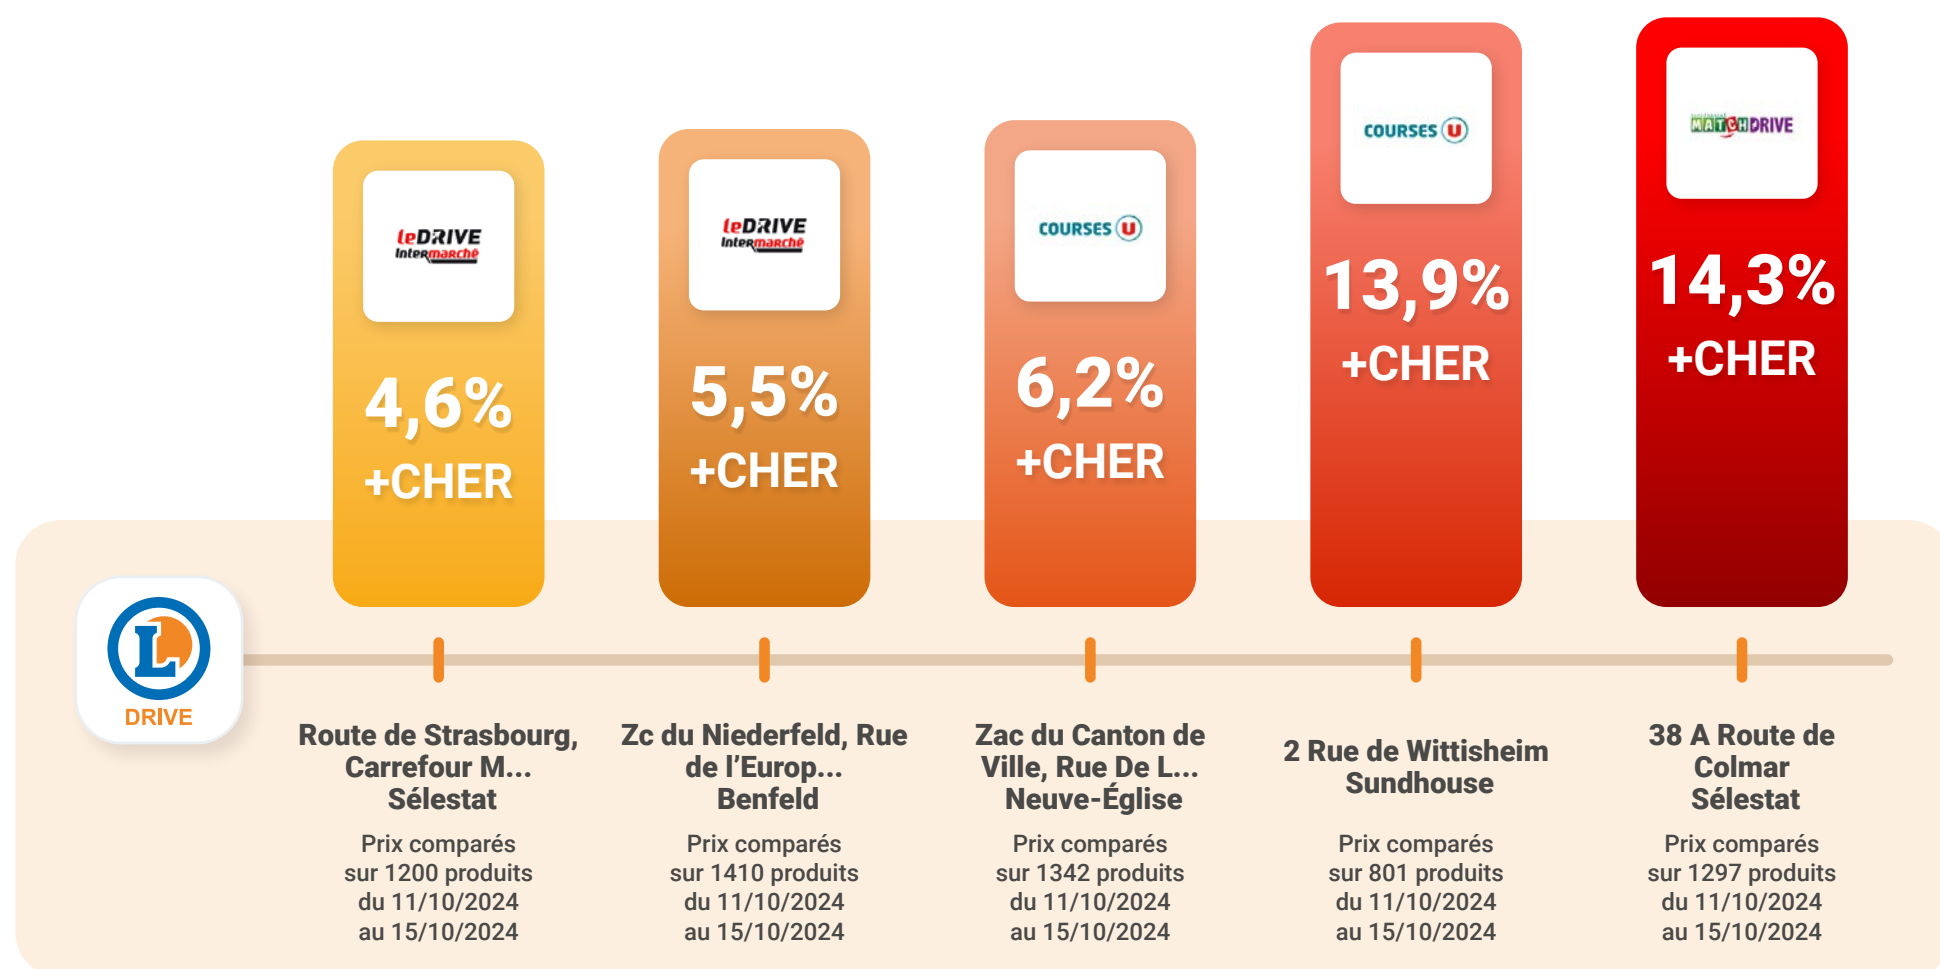 leDRIVE
Intermarché
4,6%
+CHER
leDRIVE
Intermarché
5,5%
+CHER
COURSES U
6,2%
+CHER
COURSES U
13,9%
+CHER
MATCH DRIVE
14,3%
+CHER
L
DRIVE
Route de Strasbourg,
Carrefour M...
Sélestat
Prix comparés
sur 1200 produits
du 11/10/2024
au 15/10/2024
Zc du Niederfeld, Rue
de l’Europ...
Benfeld
Prix comparés
sur 1410 produits
du 11/10/2024
au 15/10/2024
Zac du Canton de
Ville, Rue De L...
Neuve-Église
Prix comparés
sur 1342 produits
du 11/10/2024
au 15/10/2024
2 Rue de Wittisheim
Sundhouse
Prix comparés
sur 801 produits
du 11/10/2024
au 15/10/2024
38 A Route de
Colmar
Sélestat
Prix comparés
sur 1297 produits
du 11/10/2024
au 15/10/2024